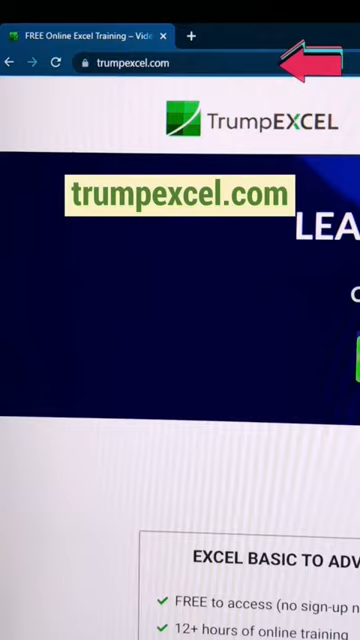 FREE Online Excel Training – Vide
trumpexcel.com
TrumpEXCEL
trumpexcel.com
LEA
EXCEL BASIC TO ADV
FREE to access (no sign-up n
12+ hours of online training